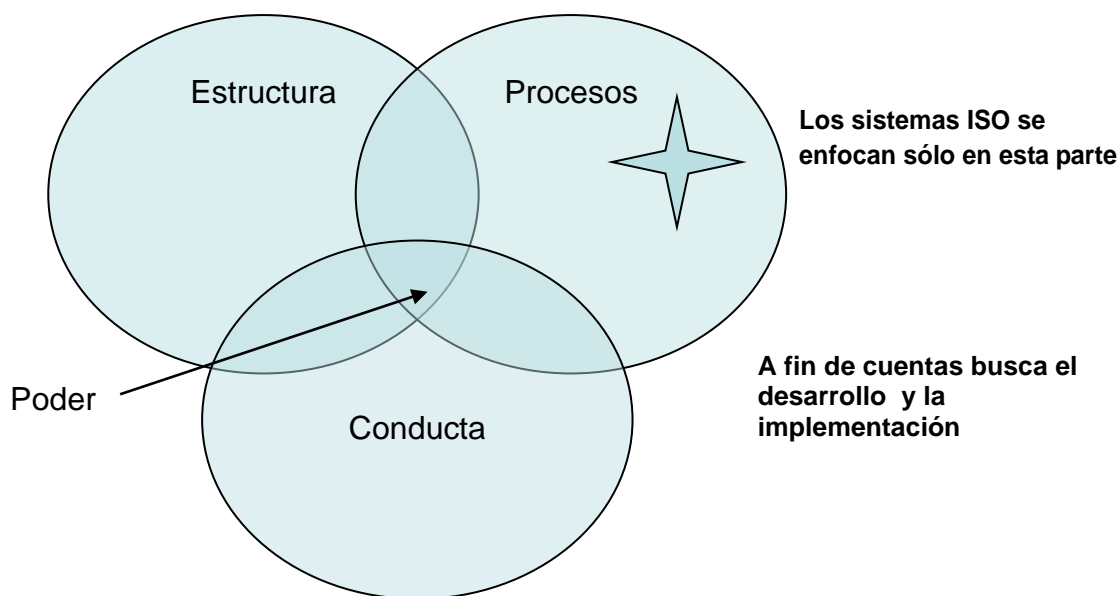 Estructura
Procesos
Los sistemas ISO se
enfocan sólo en esta parte
Poder
Conducta
A fin de cuentas busca el
desarrollo y la
implementación